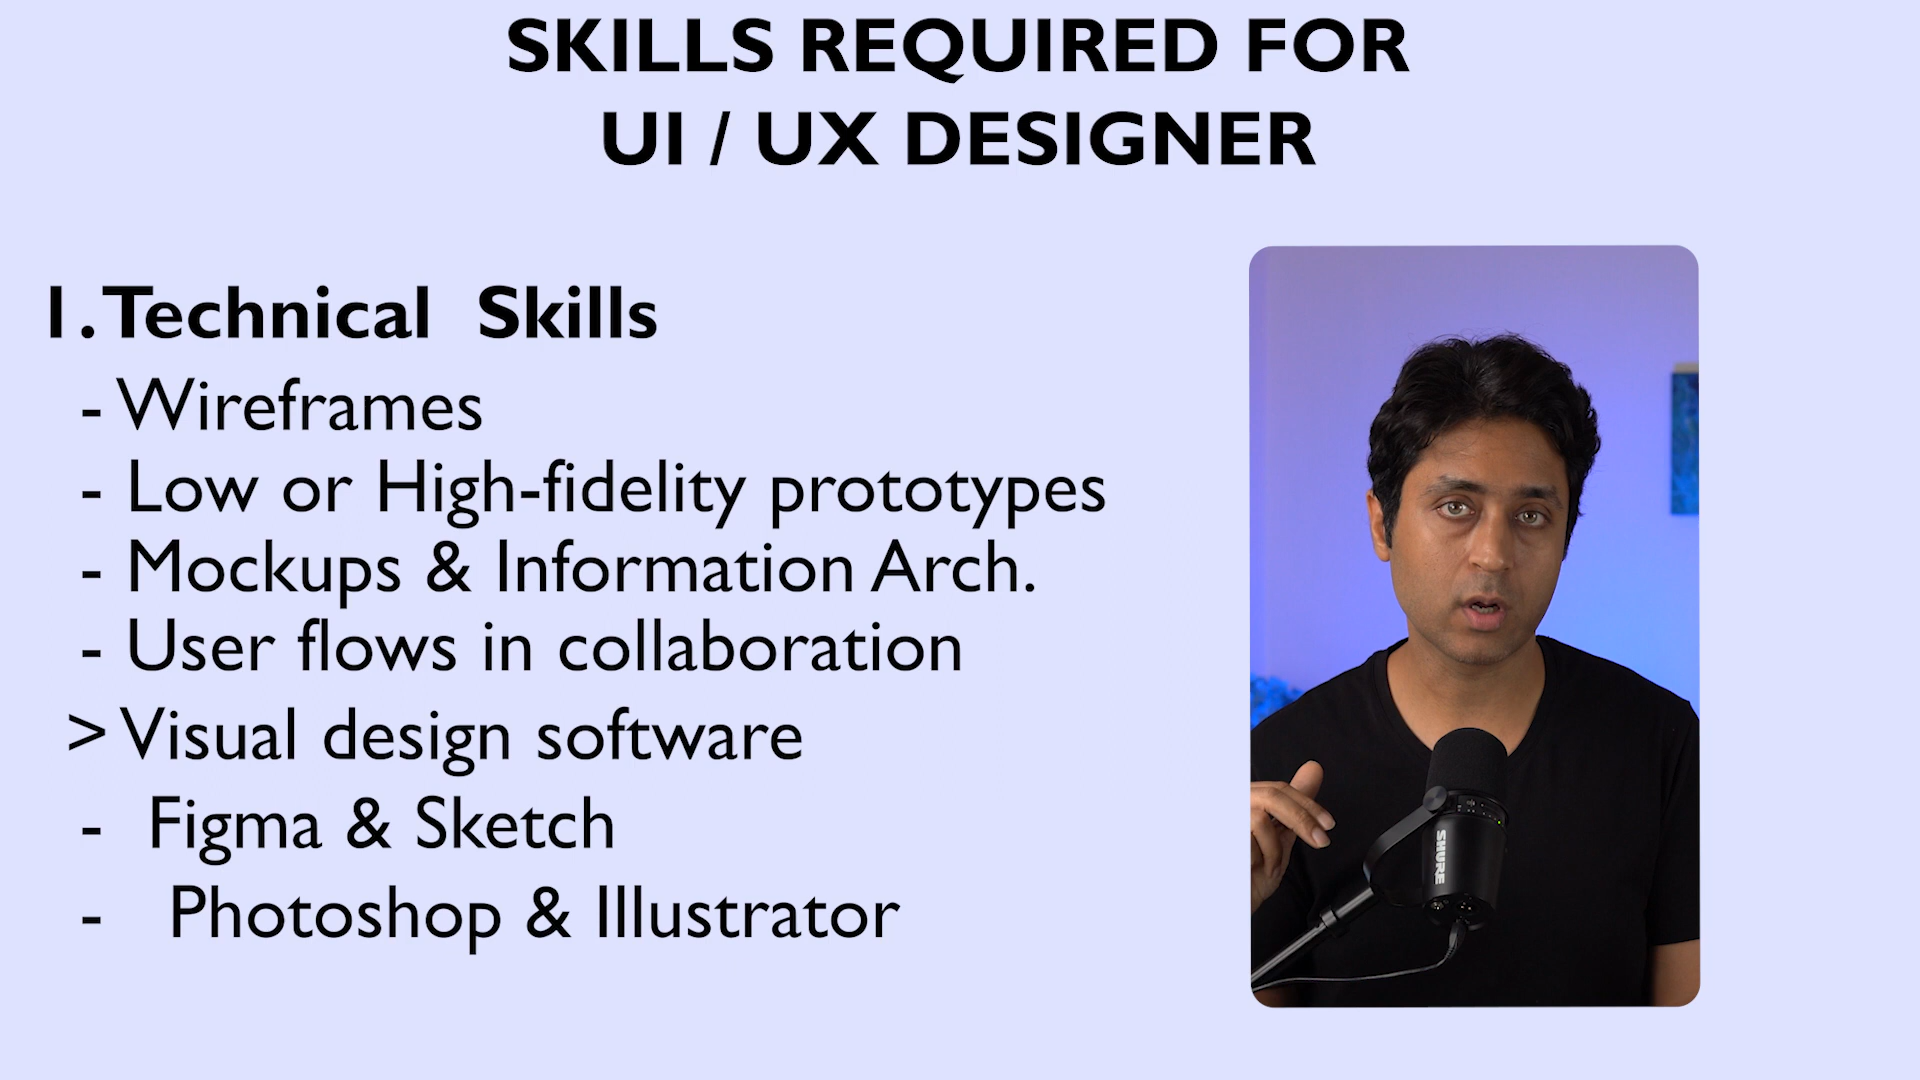 SKILLS REQUIRED FOR
UI / UX DESIGNER
1. Technical Skills
- Wireframes
- Low or High-fidelity prototypes
- Mockups & Information Arch.
- User flows in collaboration
> Visual design software
- Figma & Sketch
- Photoshop & Illustrator
SHURE